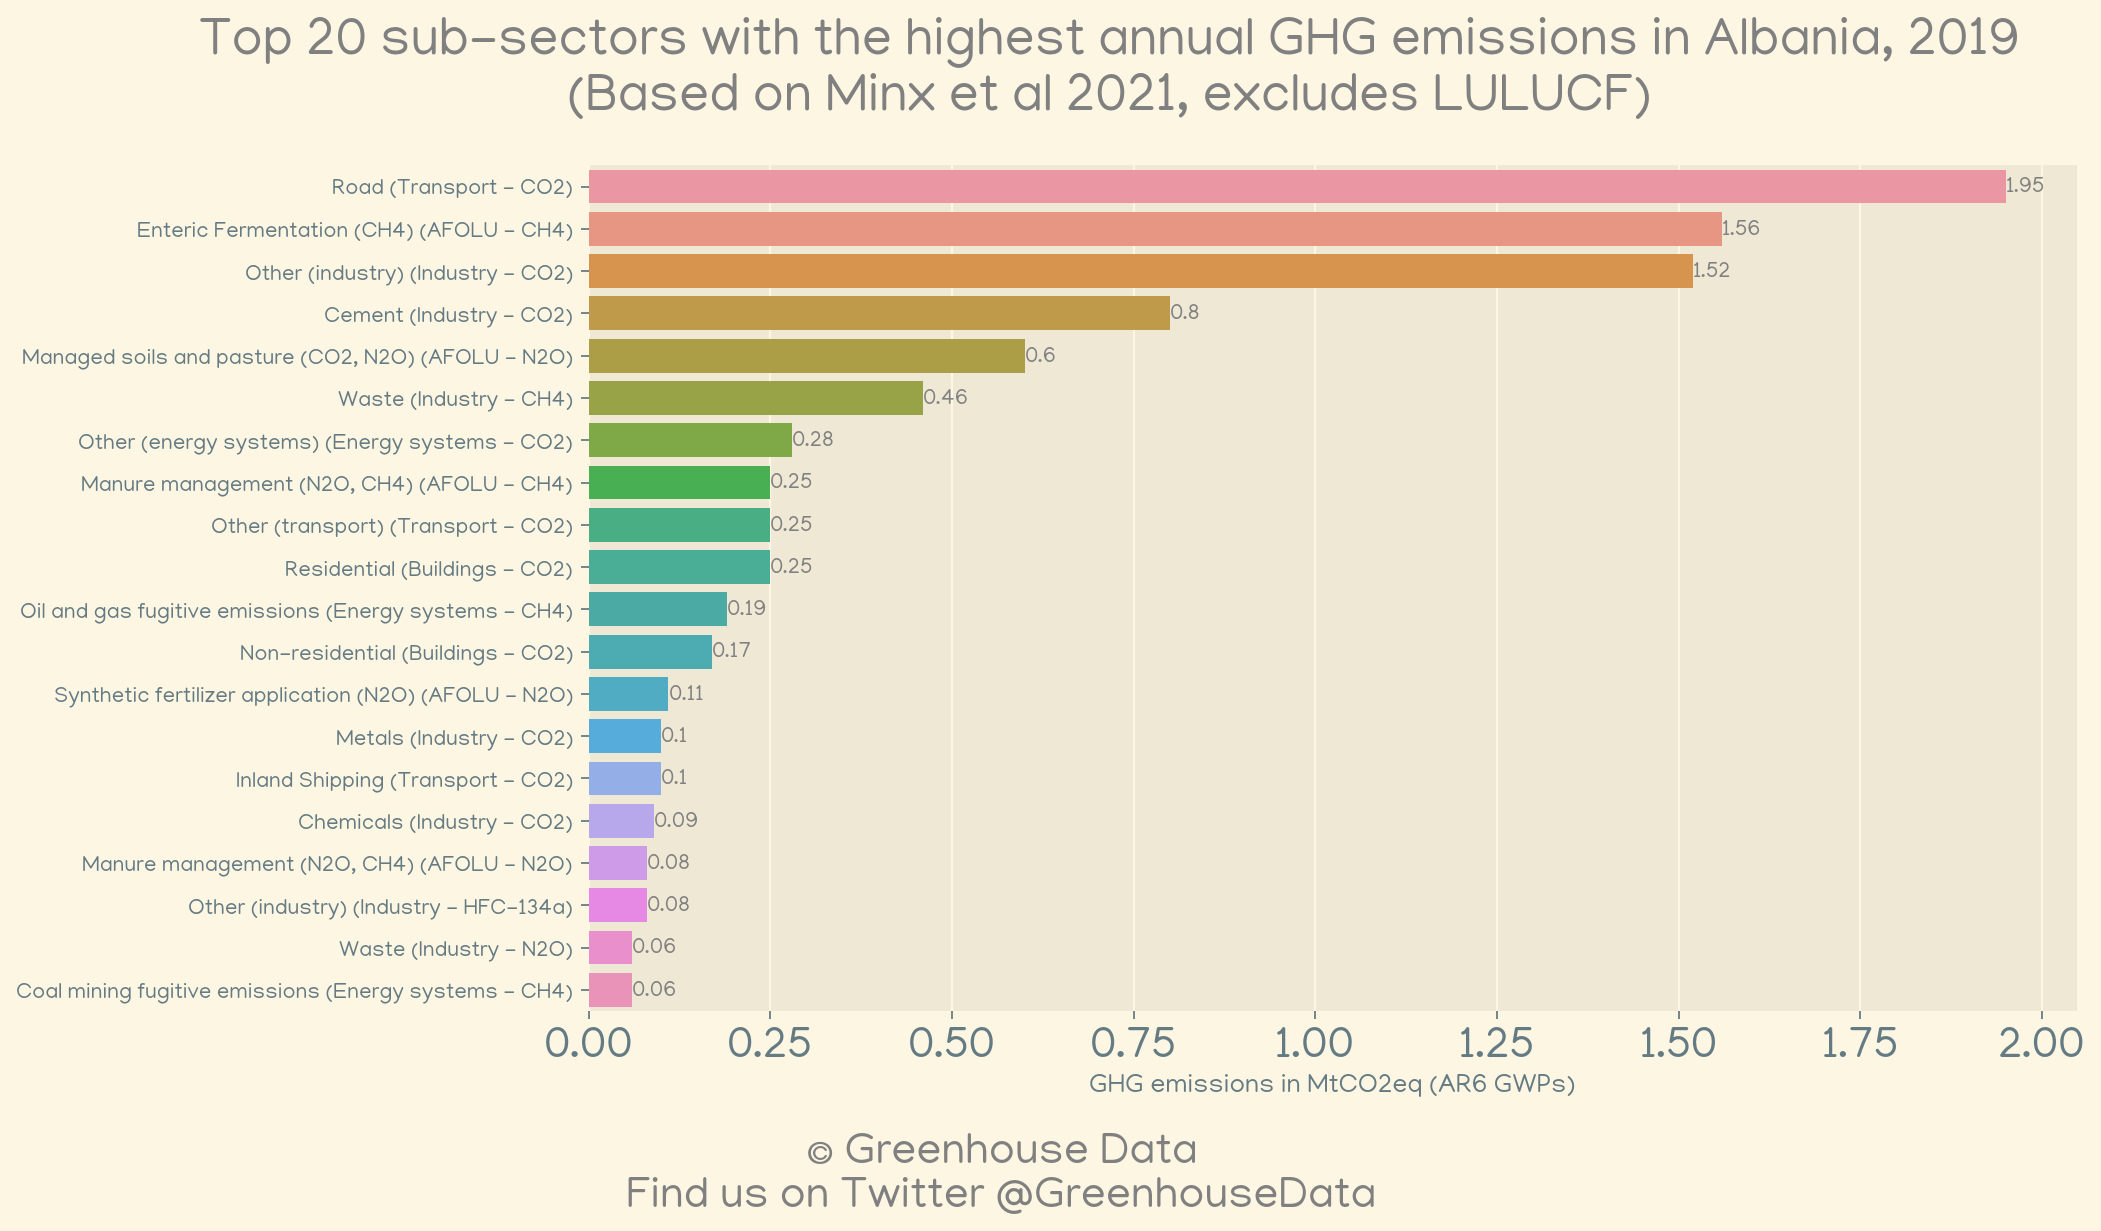 Top 20 sub-sectors with the highest annual GHG emissions in Albania, 2019
(Based on Minx et al 2021, excludes LULUCF)
Road (Transport - CO2) 1.95
Enteric Fermentation (CH4) (AFOLU - CH4) 1.56
Other (industry) (Industry - CO2) 1.52
Cement (Industry - CO2) 0.8
Managed soils and pasture (CO2, N2O) (AFOLU - N2O) 0.6
Waste (Industry - CH4) 0.46
Other (energy systems) (Energy systems - CO2) 0.28
Manure management (N2O, CH4) (AFOLU - CH4) 0.25
Other (transport) (Transport - CO2) 0.25
Residential (Buildings - CO2) 0.25
Oil and gas fugitive emissions (Energy systems - CH4) 0.19
Non-residential (Buildings - CO2) 0.17
Synthetic fertilizer application (N2O) (AFOLU - N2O) 0.11
Metals (Industry - CO2) 0.1
Inland Shipping (Transport - CO2) 0.1
Chemicals (Industry - CO2) 0.09
Manure management (N2O, CH4) (AFOLU - N2O) 0.08
Other (industry) (Industry - HFC-134a) 0.08
Waste (Industry - N2O) 0.06
Coal mining fugitive emissions (Energy systems - CH4) 0.06
0.00 0.25 0.50 0.75 1.00 1.25 1.50 1.75 2.00
GHG emissions in MtCO2eq (AR6 GWPs)
© Greenhouse Data
Find us on Twitter @GreenhouseData